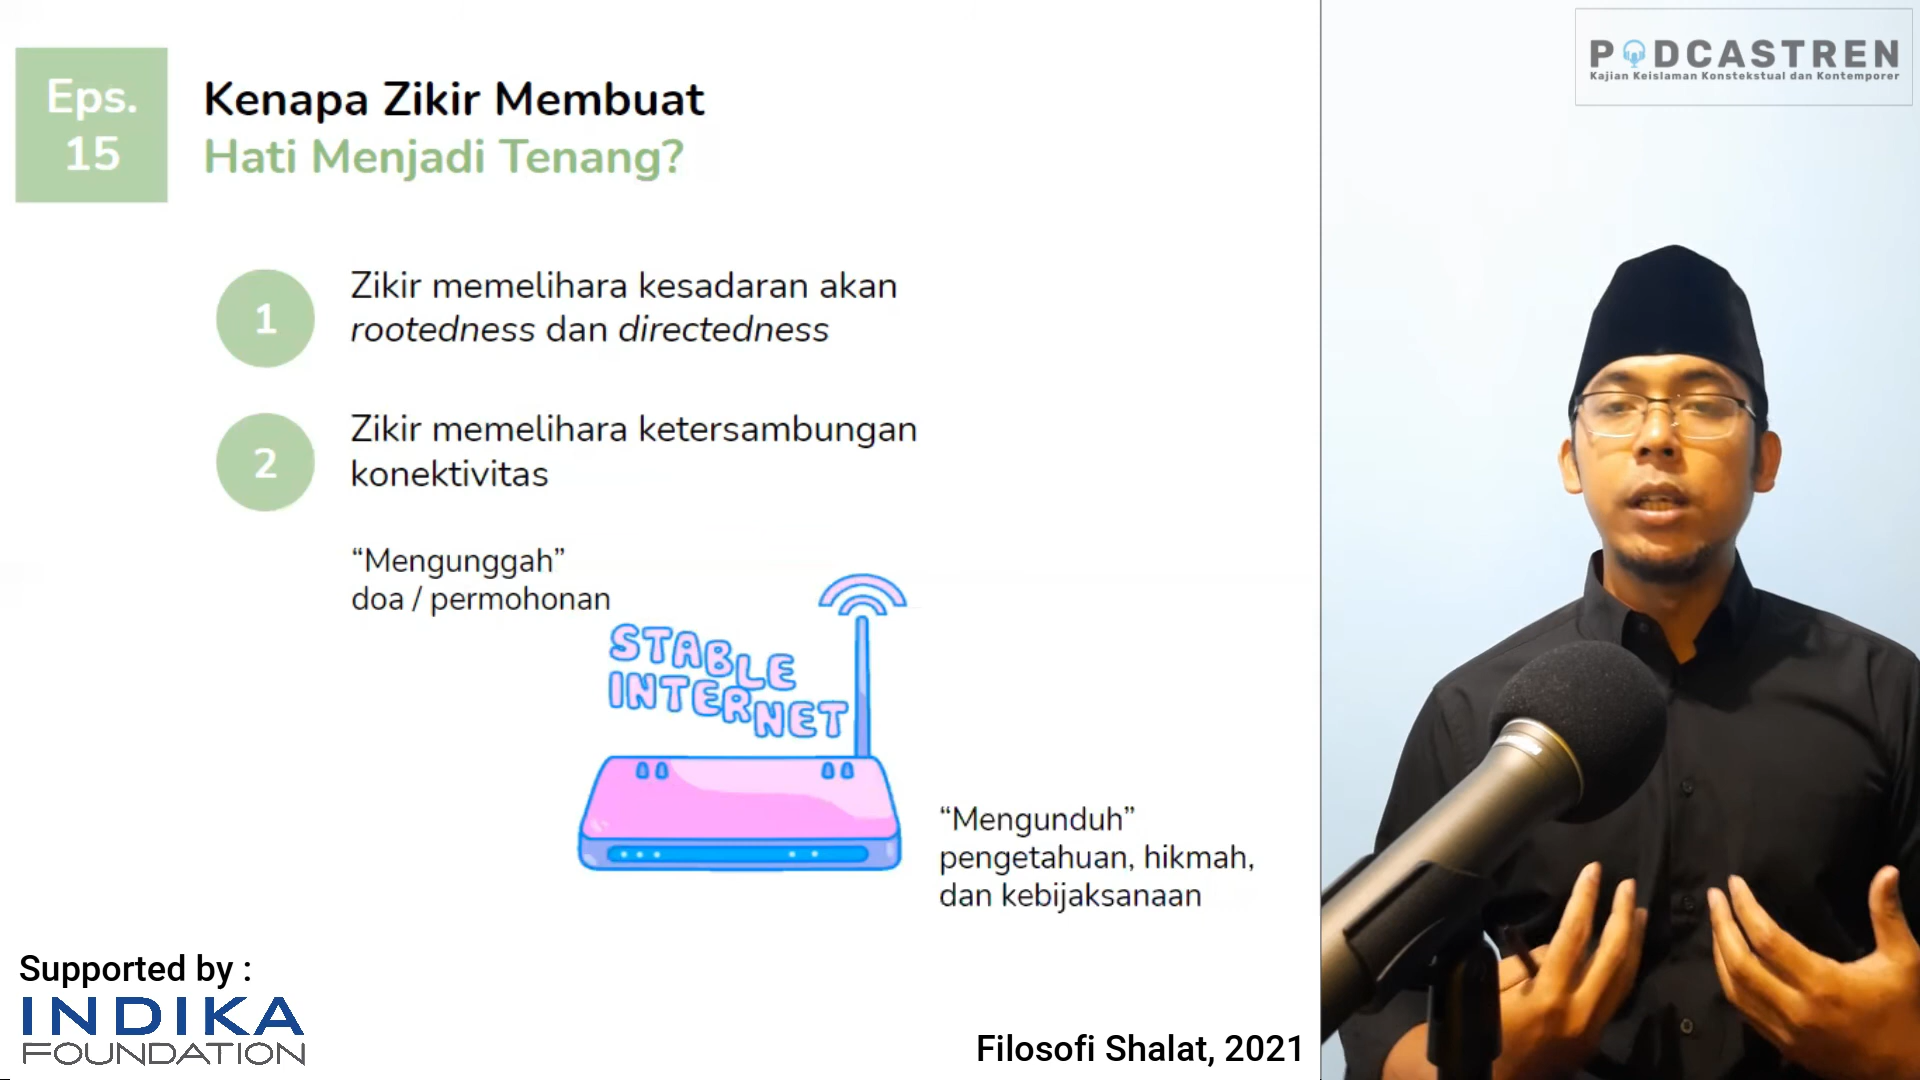 Eps.
15
Kenapa Zikir Membuat
Hati Menjadi Tenang?
PODCASTREN
Kajian Keislaman Konstekstual dan Kontemporer
1
Zikir memelihara kesadaran akan
rootedness dan directedness
2
Zikir memelihara ketersambungan
konektivitas
“Mengunggah”
doa / permohonan
STABLE
INTERNET
“Mengunduh”
pengetahuan, hikmah,
dan kebijaksanaan
Supported by :
INDIKA
FOUNDATION
Filosofi Shalat, 2021